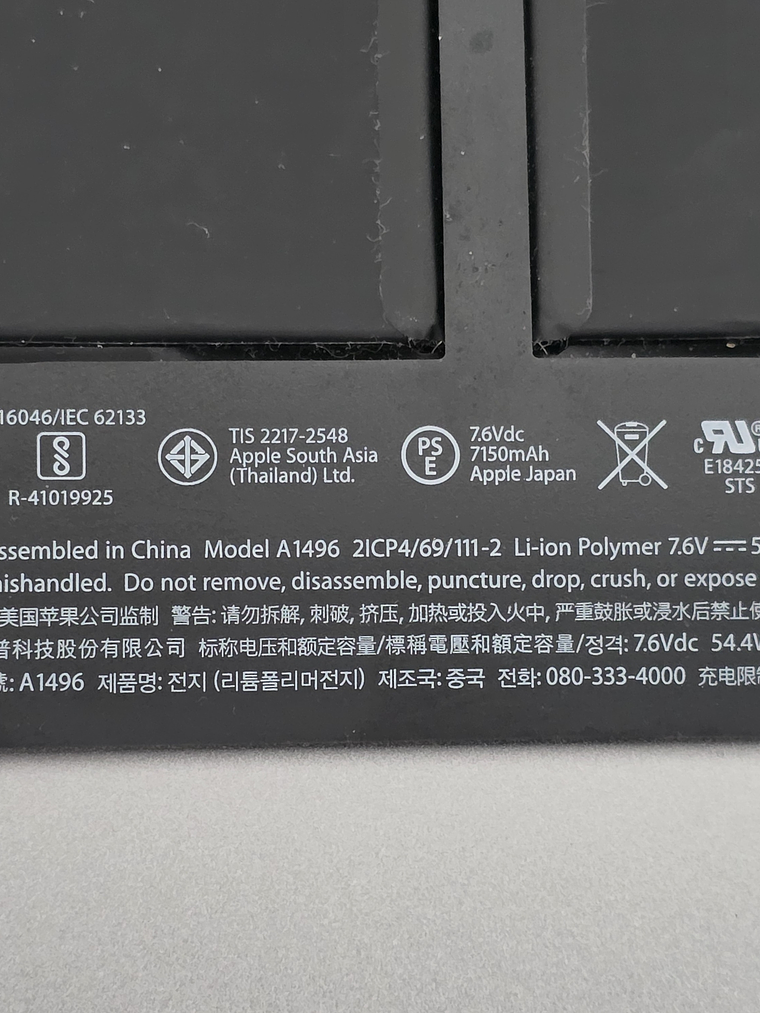 16046/IEC 62133
R-41019925
TIS 2217-2548
Apple South Asia
(Thailand) Ltd.
PS
E
7.6Vdc
7150mAh
Apple Japan
c RU ®
E18425
STS
ssembled in China Model A1496 2ICP4/69/111-2 Li-ion Polymer 7.6V ⎓ 5
ishandled. Do not remove, disassemble, puncture, drop, crush, or expose
美国苹果公司监制 警告: 请勿拆解, 刺破, 挤压, 加热或投入火中, 严重鼓胀或浸水后禁止使
普科技股份有限公司 标称电压和额定容量/標稱電壓和額定容量/정격: 7.6Vdc 54.4W
號: A1496 제품명: 전지 (리튬폴리머전지) 제조국: 중국 전화: 080-333-4000 充电限制